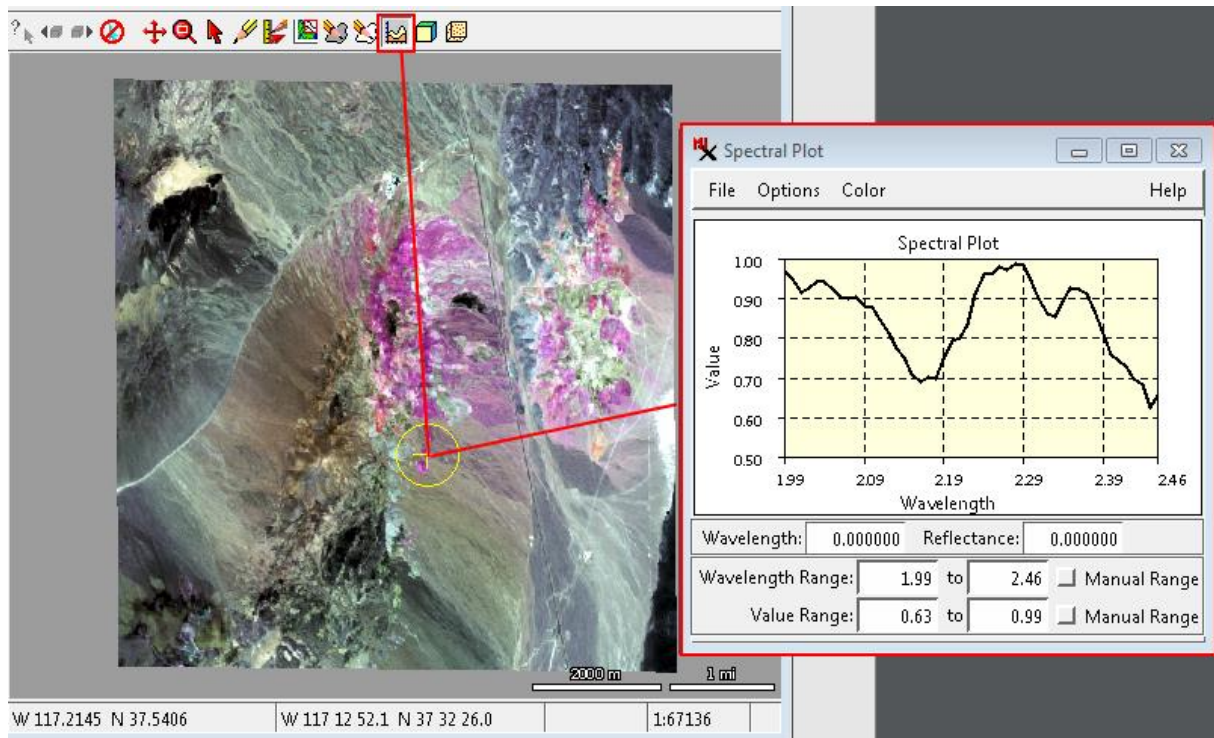 ?
Spectral Plot
File Options Color Help
Spectral Plot
1.00
0.90
0.80
0.70
0.60
0.50
Value
1.99 2.09 2.19 2.29 2.39 2.46
Wavelength
Wavelength: 0.000000 Reflectance: 0.000000
Wavelength Range: 1.99 to 2.46 Manual Range
Value Range: 0.63 to 0.99 Manual Range
2000 m 1 mi
W 117.2145 N 37.5406 W 117 12 52.1 N 37 32 26.0 1:67136